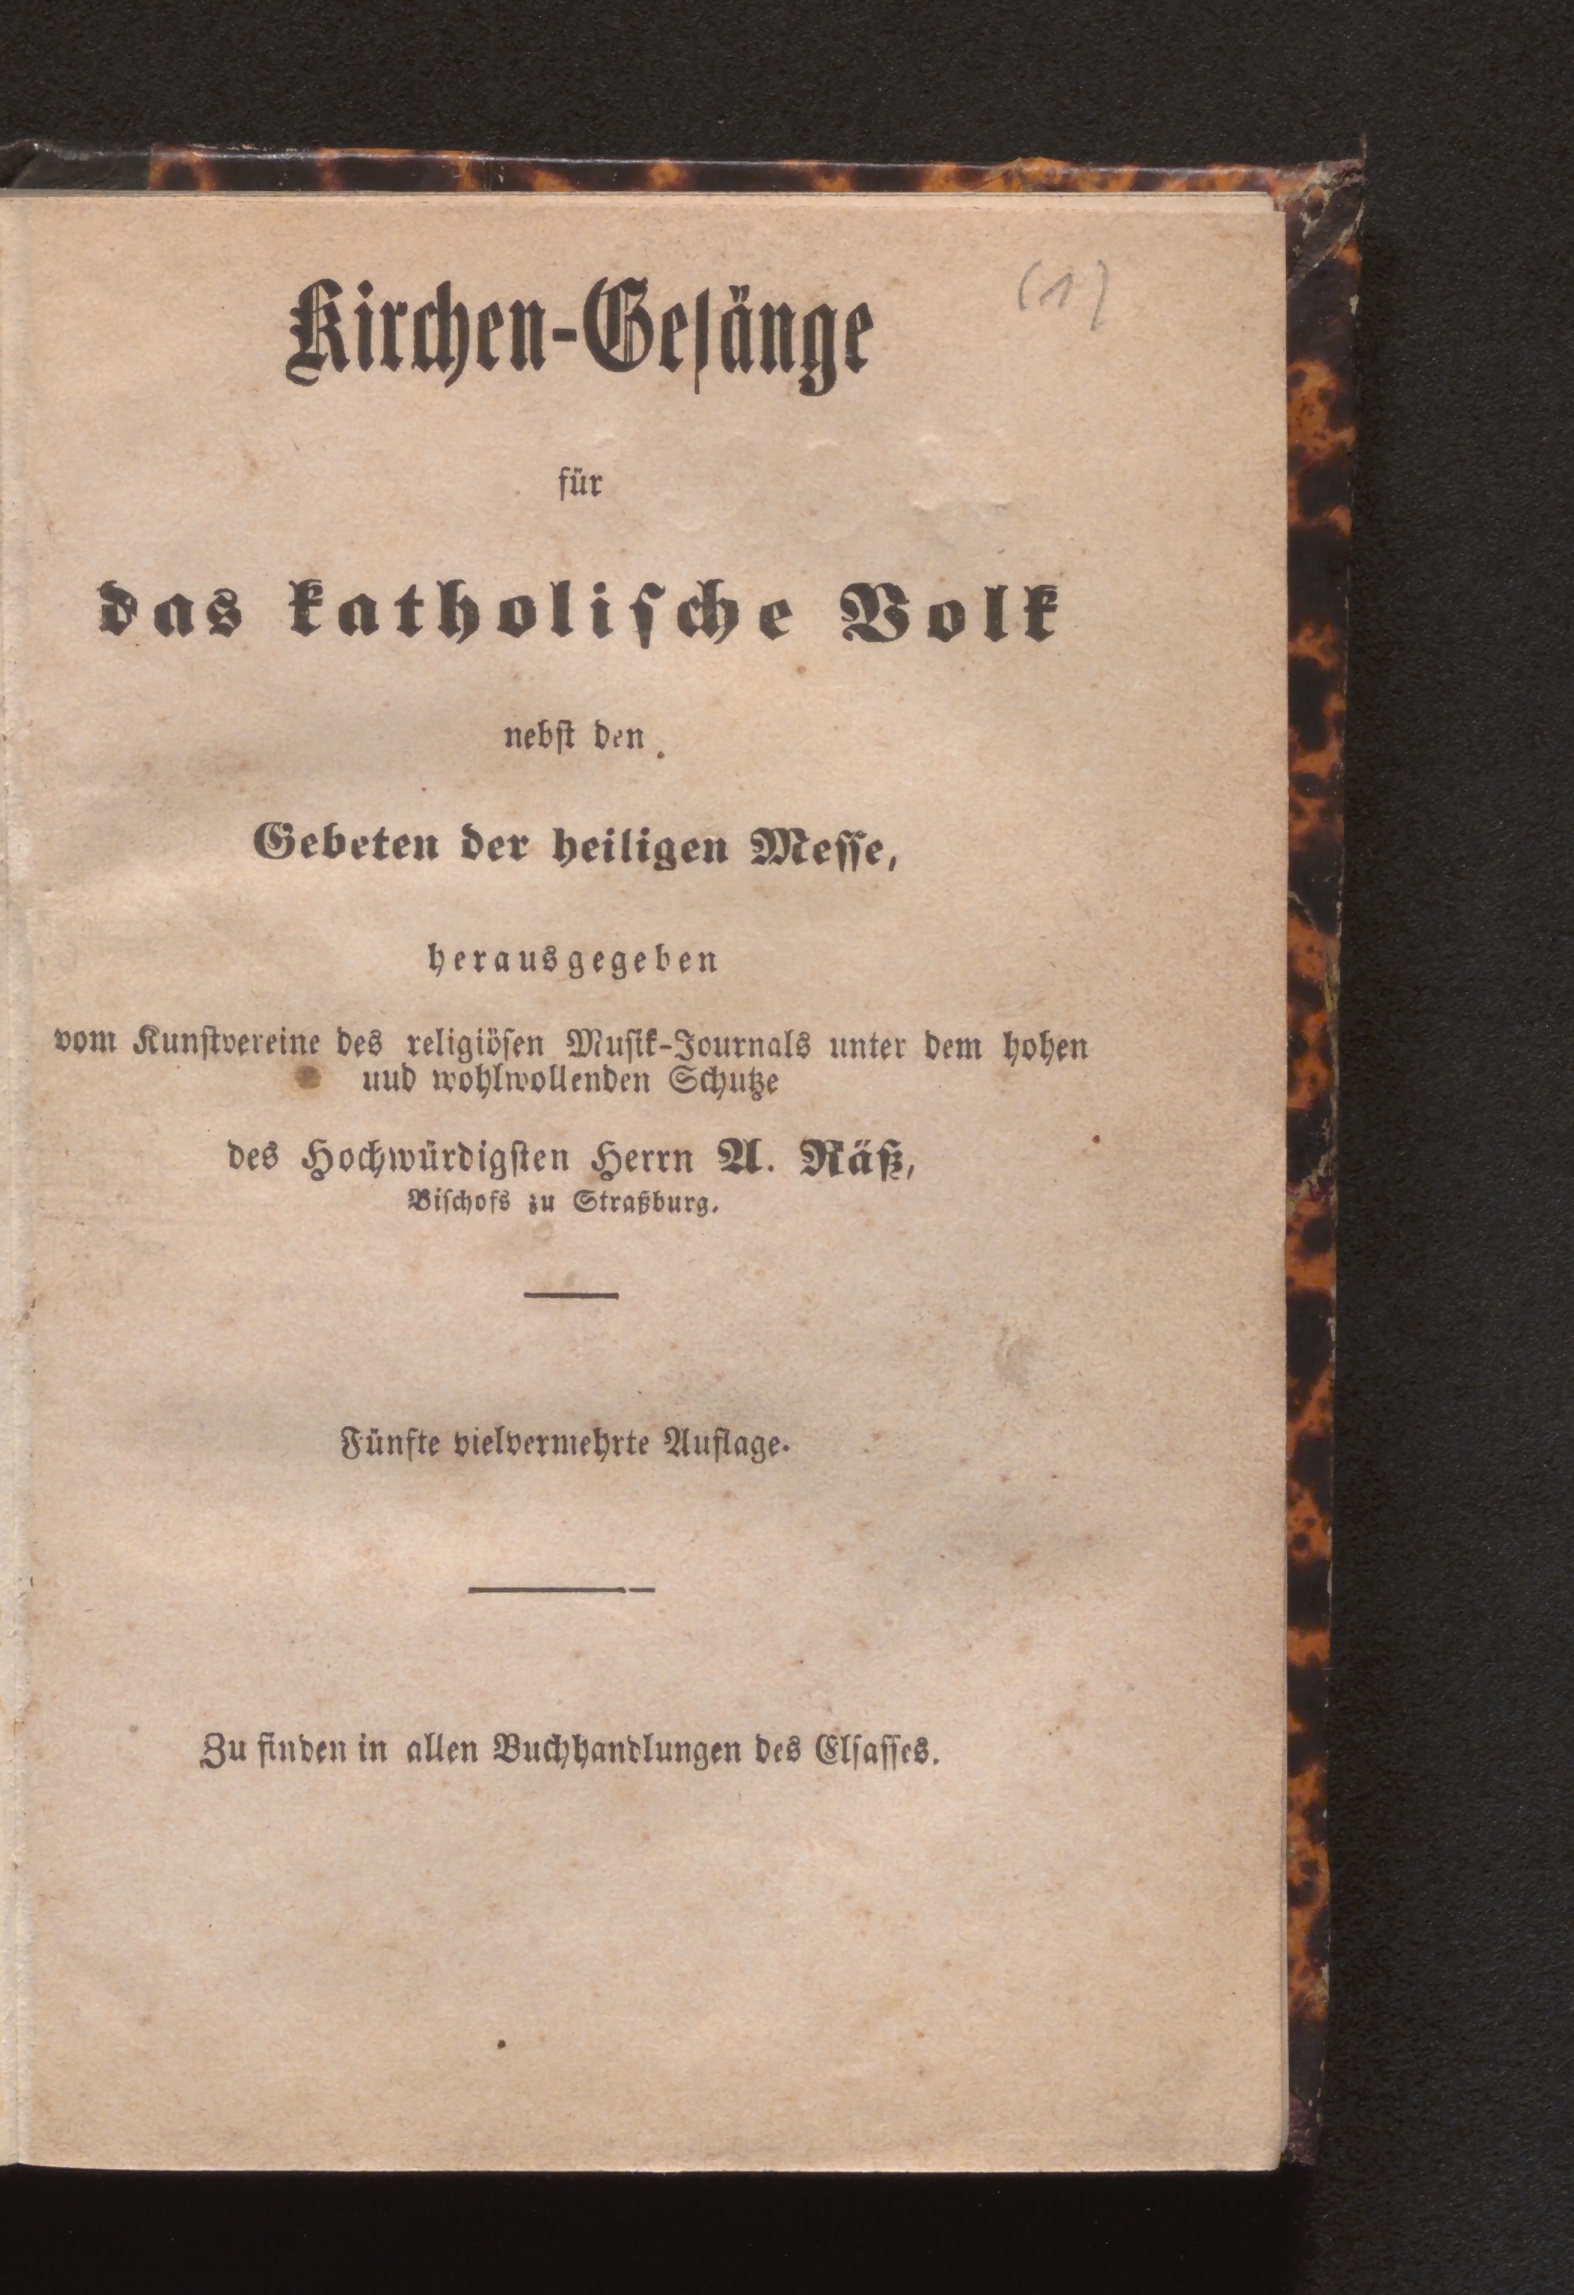 (1)
Kirchen-Gesänge
für
das katholische Volk
nebst den
Gebeten der heiligen Messe,
herausgegeben
vom Kunstvereine des religiösen Musik-Journals unter dem hohen
uud wohlwollenden Schutze
des Hochwürdigsten Herrn A. Räß,
Bischofs zu Straßburg.
Fünfte vielvermehrte Auflage.
Zu finden in allen Buchhandlungen des Elsasses.